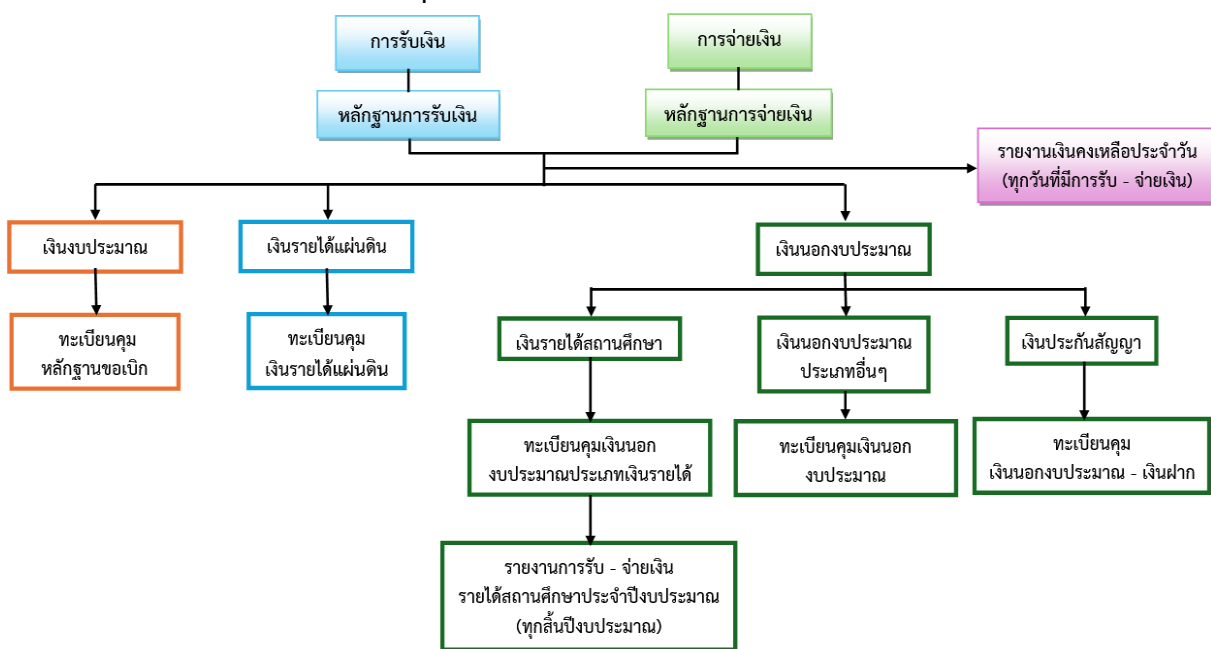 การรับเงิน
การจ่ายเงิน
หลักฐานการรับเงิน
หลักฐานการจ่ายเงิน
รายงานเงินคงเหลือประจำวัน
(ทุกวันที่มีการรับ - จ่ายเงิน)
เงินงบประมาณ
เงินรายได้แผ่นดิน
เงินนอกงบประมาณ
ทะเบียนคุม
หลักฐานขอเบิก
ทะเบียนคุม
เงินรายได้แผ่นดิน
เงินรายได้สถานศึกษา
เงินนอกงบประมาณ
ประเภทอื่นๆ
เงินประกันสัญญา
ทะเบียนคุมเงินนอก
งบประมาณประเภทเงินรายได้
ทะเบียนคุมเงินนอก
งบประมาณ
ทะเบียนคุม
เงินนอกงบประมาณ - เงินฝาก
รายงานการรับ - จ่ายเงิน
รายได้สถานศึกษาประจำปีงบประมาณ
(ทุกสิ้นปีงบประมาณ)